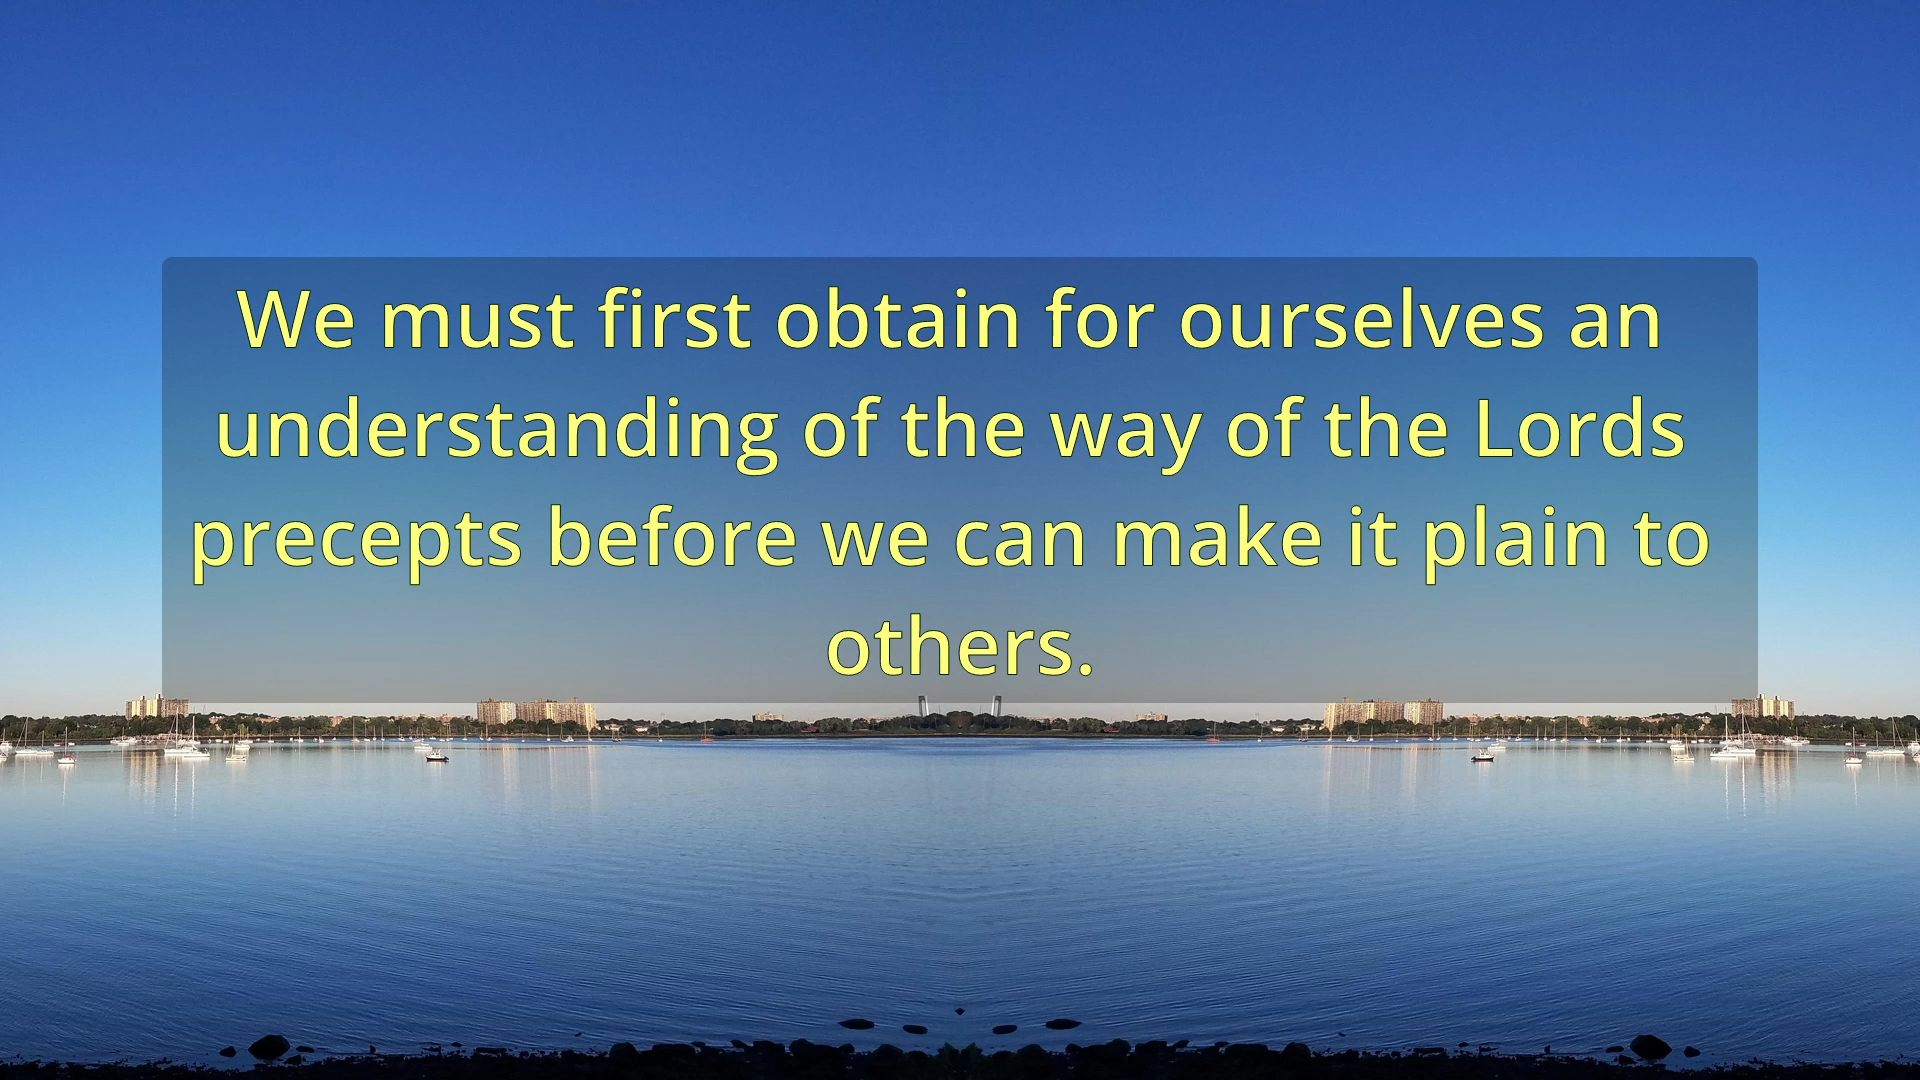 We must first obtain for ourselves an
understanding of the way of the Lords
precepts before we can make it plain to
others.